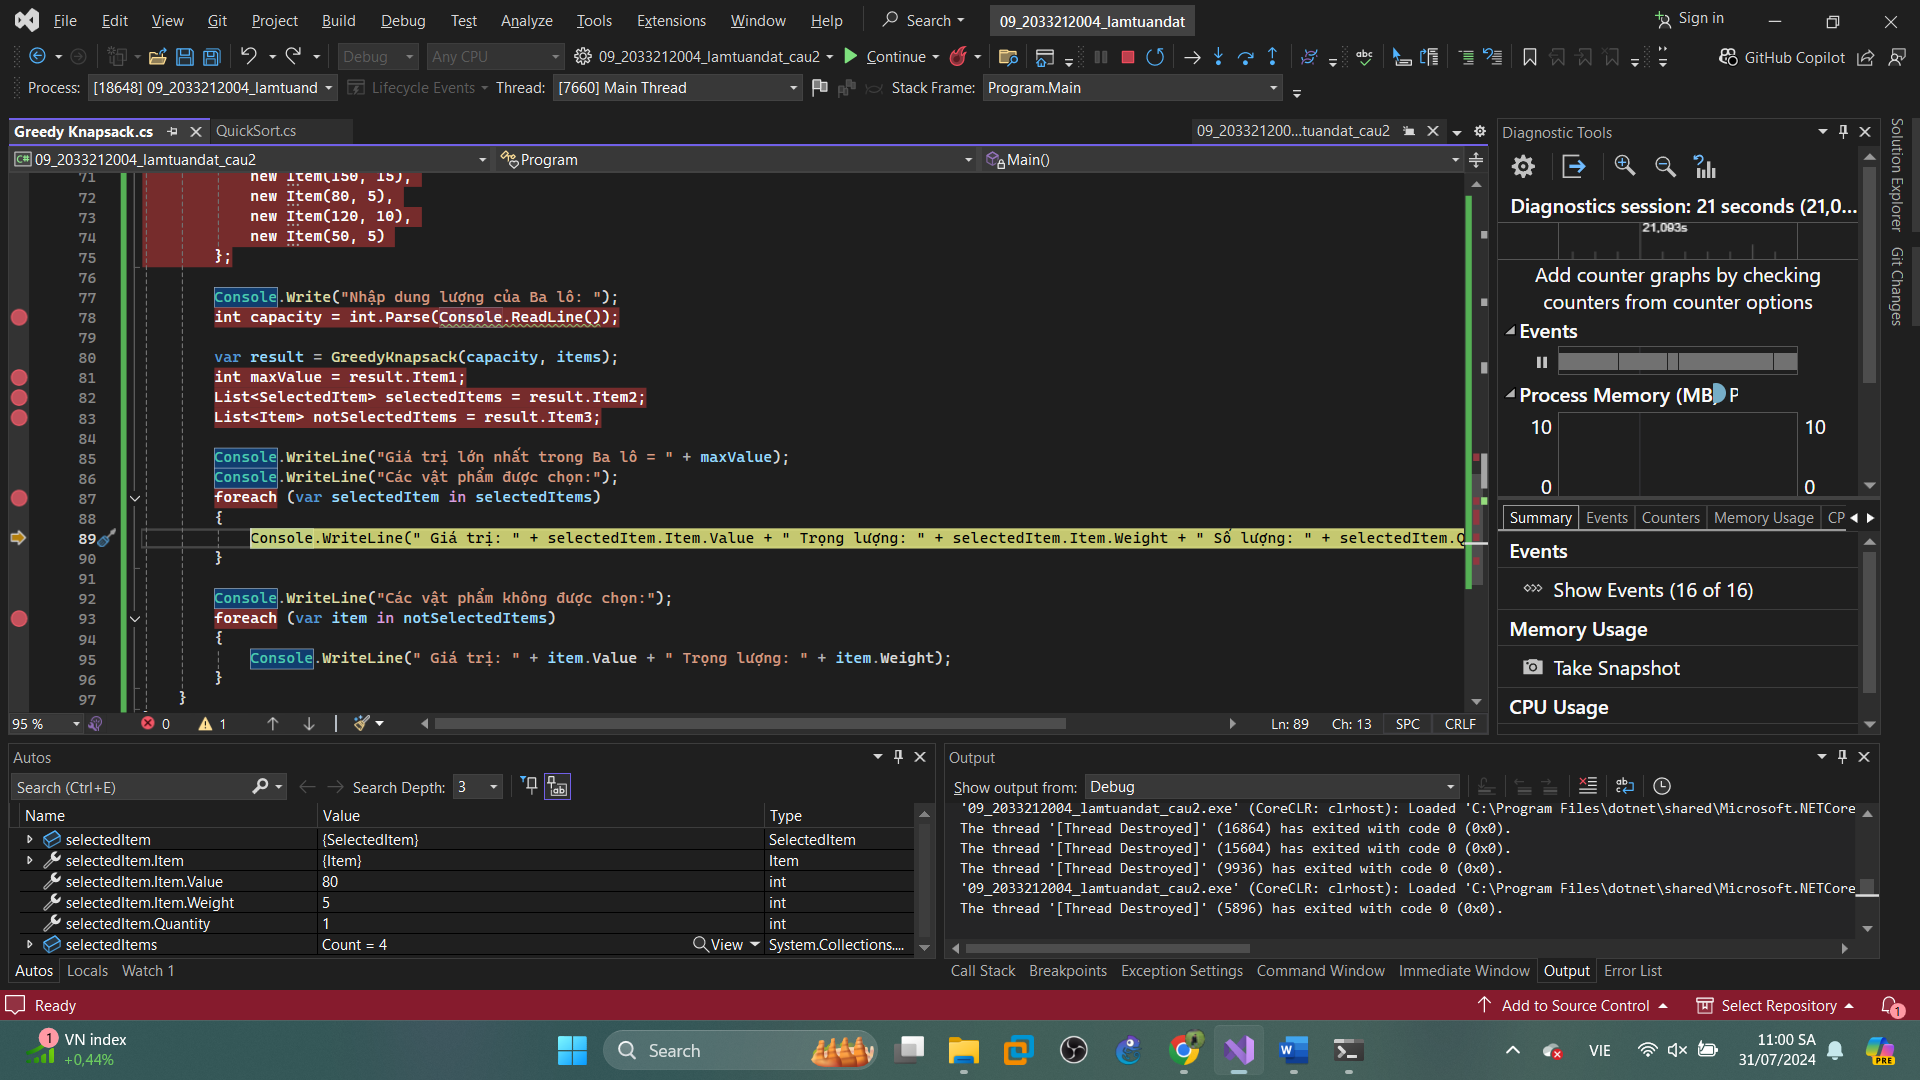 File Edit View Git Project Build Debug Test Analyze Tools Extensions Window Help Search 09_2033212004_lamtuandat Sign in
Debug Any CPU 09_2033212004_lamtuandat_cau2 Continue GitHub Copilot
Process: [18648] 09_2033212004_lamtuand Lifecycle Events Thread: [7660] Main Thread Stack Frame: Program.Main
Greedy Knapsack.cs QuickSort.cs 09_203321200...tuandat_cau2
09_2033212004_lamtuandat_cau2 Program Main()
71 new Item(150, 15),
72 new Item(80, 5),
73 new Item(120, 10),
74 new Item(50, 5)
75 };
76
77 Console.Write("Nhập dung lượng của Ba lô: ");
78 int capacity = int.Parse(Console.ReadLine());
79
80 var result = GreedyKnapsack(capacity, items);
81 int maxValue = result.Item1;
82 List<SelectedItem> selectedItems = result.Item2;
83 List<Item> notSelectedItems = result.Item3;
84
85 Console.WriteLine("Giá trị lớn nhất trong Ba lô = " + maxValue);
86 Console.WriteLine("Các vật phẩm được chọn:");
87 foreach (var selectedItem in selectedItems)
88 {
89 Console.WriteLine(" Giá trị: " + selectedItem.Item.Value + " Trọng lượng: " + selectedItem.Item.Weight + " Số lượng: " + selectedItem.Q
90 }
91
92 Console.WriteLine("Các vật phẩm không được chọn:");
93 foreach (var item in notSelectedItems)
94 {
95 Console.WriteLine(" Giá trị: " + item.Value + " Trọng lượng: " + item.Weight);
96 }
97 }
95 % 0 1 Ln: 89 Ch: 13 SPC CRLF
Diagnostic Tools
Diagnostics session: 21 seconds (21,0...
21,093s
Add counter graphs by checking
counters from counter options
Events
Process Memory (MB) P
10 10
0 0
Summary Events Counters Memory Usage CP
Events
Show Events (16 of 16)
Memory Usage
Take Snapshot
CPU Usage
Solution Explorer
Git Changes
Autos
Search (Ctrl+E) Search Depth: 3
Name Value Type
selectedItem {SelectedItem} SelectedItem
selectedItem.Item {Item} Item
selectedItem.Item.Value 80 int
selectedItem.Item.Weight 5 int
selectedItem.Quantity 1 int
selectedItems Count = 4 View System.Collections....
Autos Locals Watch 1
Output
Show output from: Debug
'09_2033212004_lamtuandat_cau2.exe' (CoreCLR: clrhost): Loaded 'C:\Program Files\dotnet\shared\Microsoft.NETCore
The thread '[Thread Destroyed]' (16864) has exited with code 0 (0x0).
The thread '[Thread Destroyed]' (15604) has exited with code 0 (0x0).
The thread '[Thread Destroyed]' (9936) has exited with code 0 (0x0).
'09_2033212004_lamtuandat_cau2.exe' (CoreCLR: clrhost): Loaded 'C:\Program Files\dotnet\shared\Microsoft.NETCore
The thread '[Thread Destroyed]' (5896) has exited with code 0 (0x0).
Call Stack Breakpoints Exception Settings Command Window Immediate Window Output Error List
Ready Add to Source Control Select Repository 1
1 VN index
+0,44%
Search
VIE
11:00 SA
31/07/2024
PRE